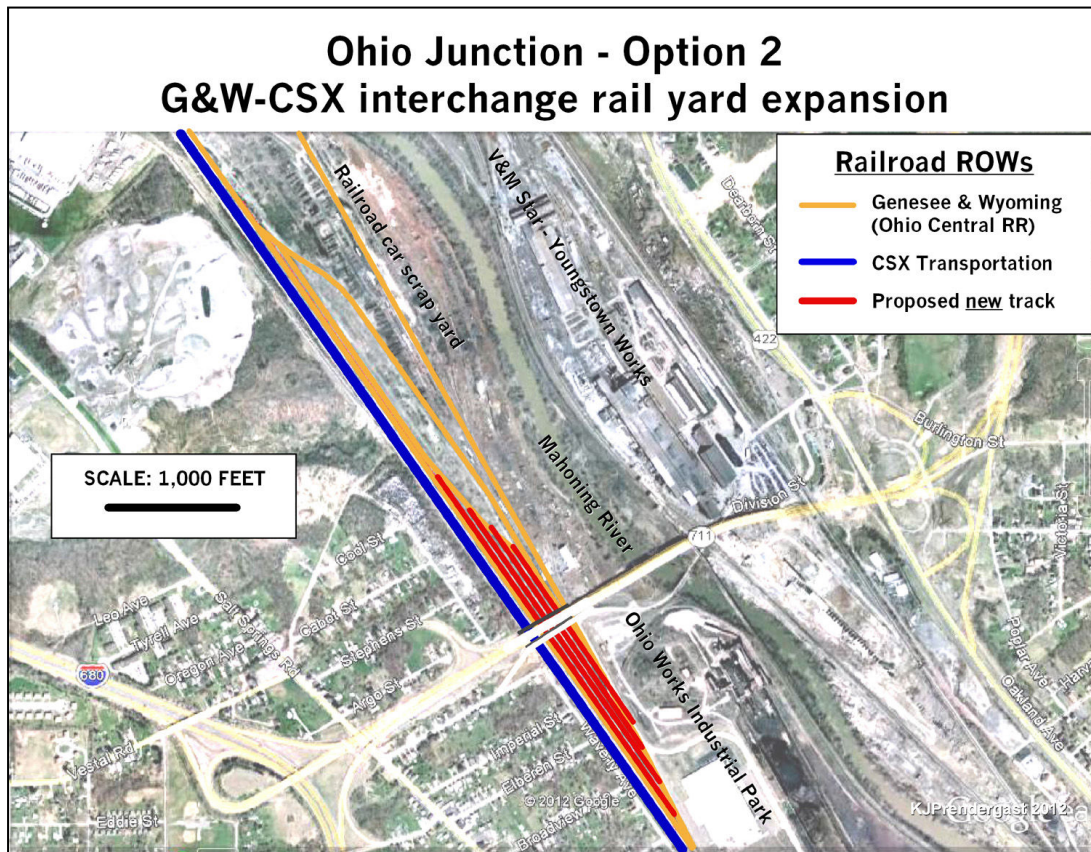 Ohio Junction - Option 2
G&W-CSX interchange rail yard expansion
Railroad ROWs
Genesee & Wyoming
(Ohio Central RR)
CSX Transportation
Proposed new track
Railroad car scrap yard
V&M Star - Youngstown Works
Dearborn St
422
Burlington St
SCALE: 1,000 FEET
Mahoning River
Division St
711
Victoria St
Cool St
Leo Ave
Tyrell Ave
Salt Springs Rd
Cabot St
Oregon Ave
Stephens St
680
Argo St
Ohio Works Industrial Park
Poplar Ave
Oakland Ave
Vestal Rd
Imperial St
Waverly Ave
Elberen St
© 2012 Google
Broadview
Eddie St
KJPrendergast 2012
Google